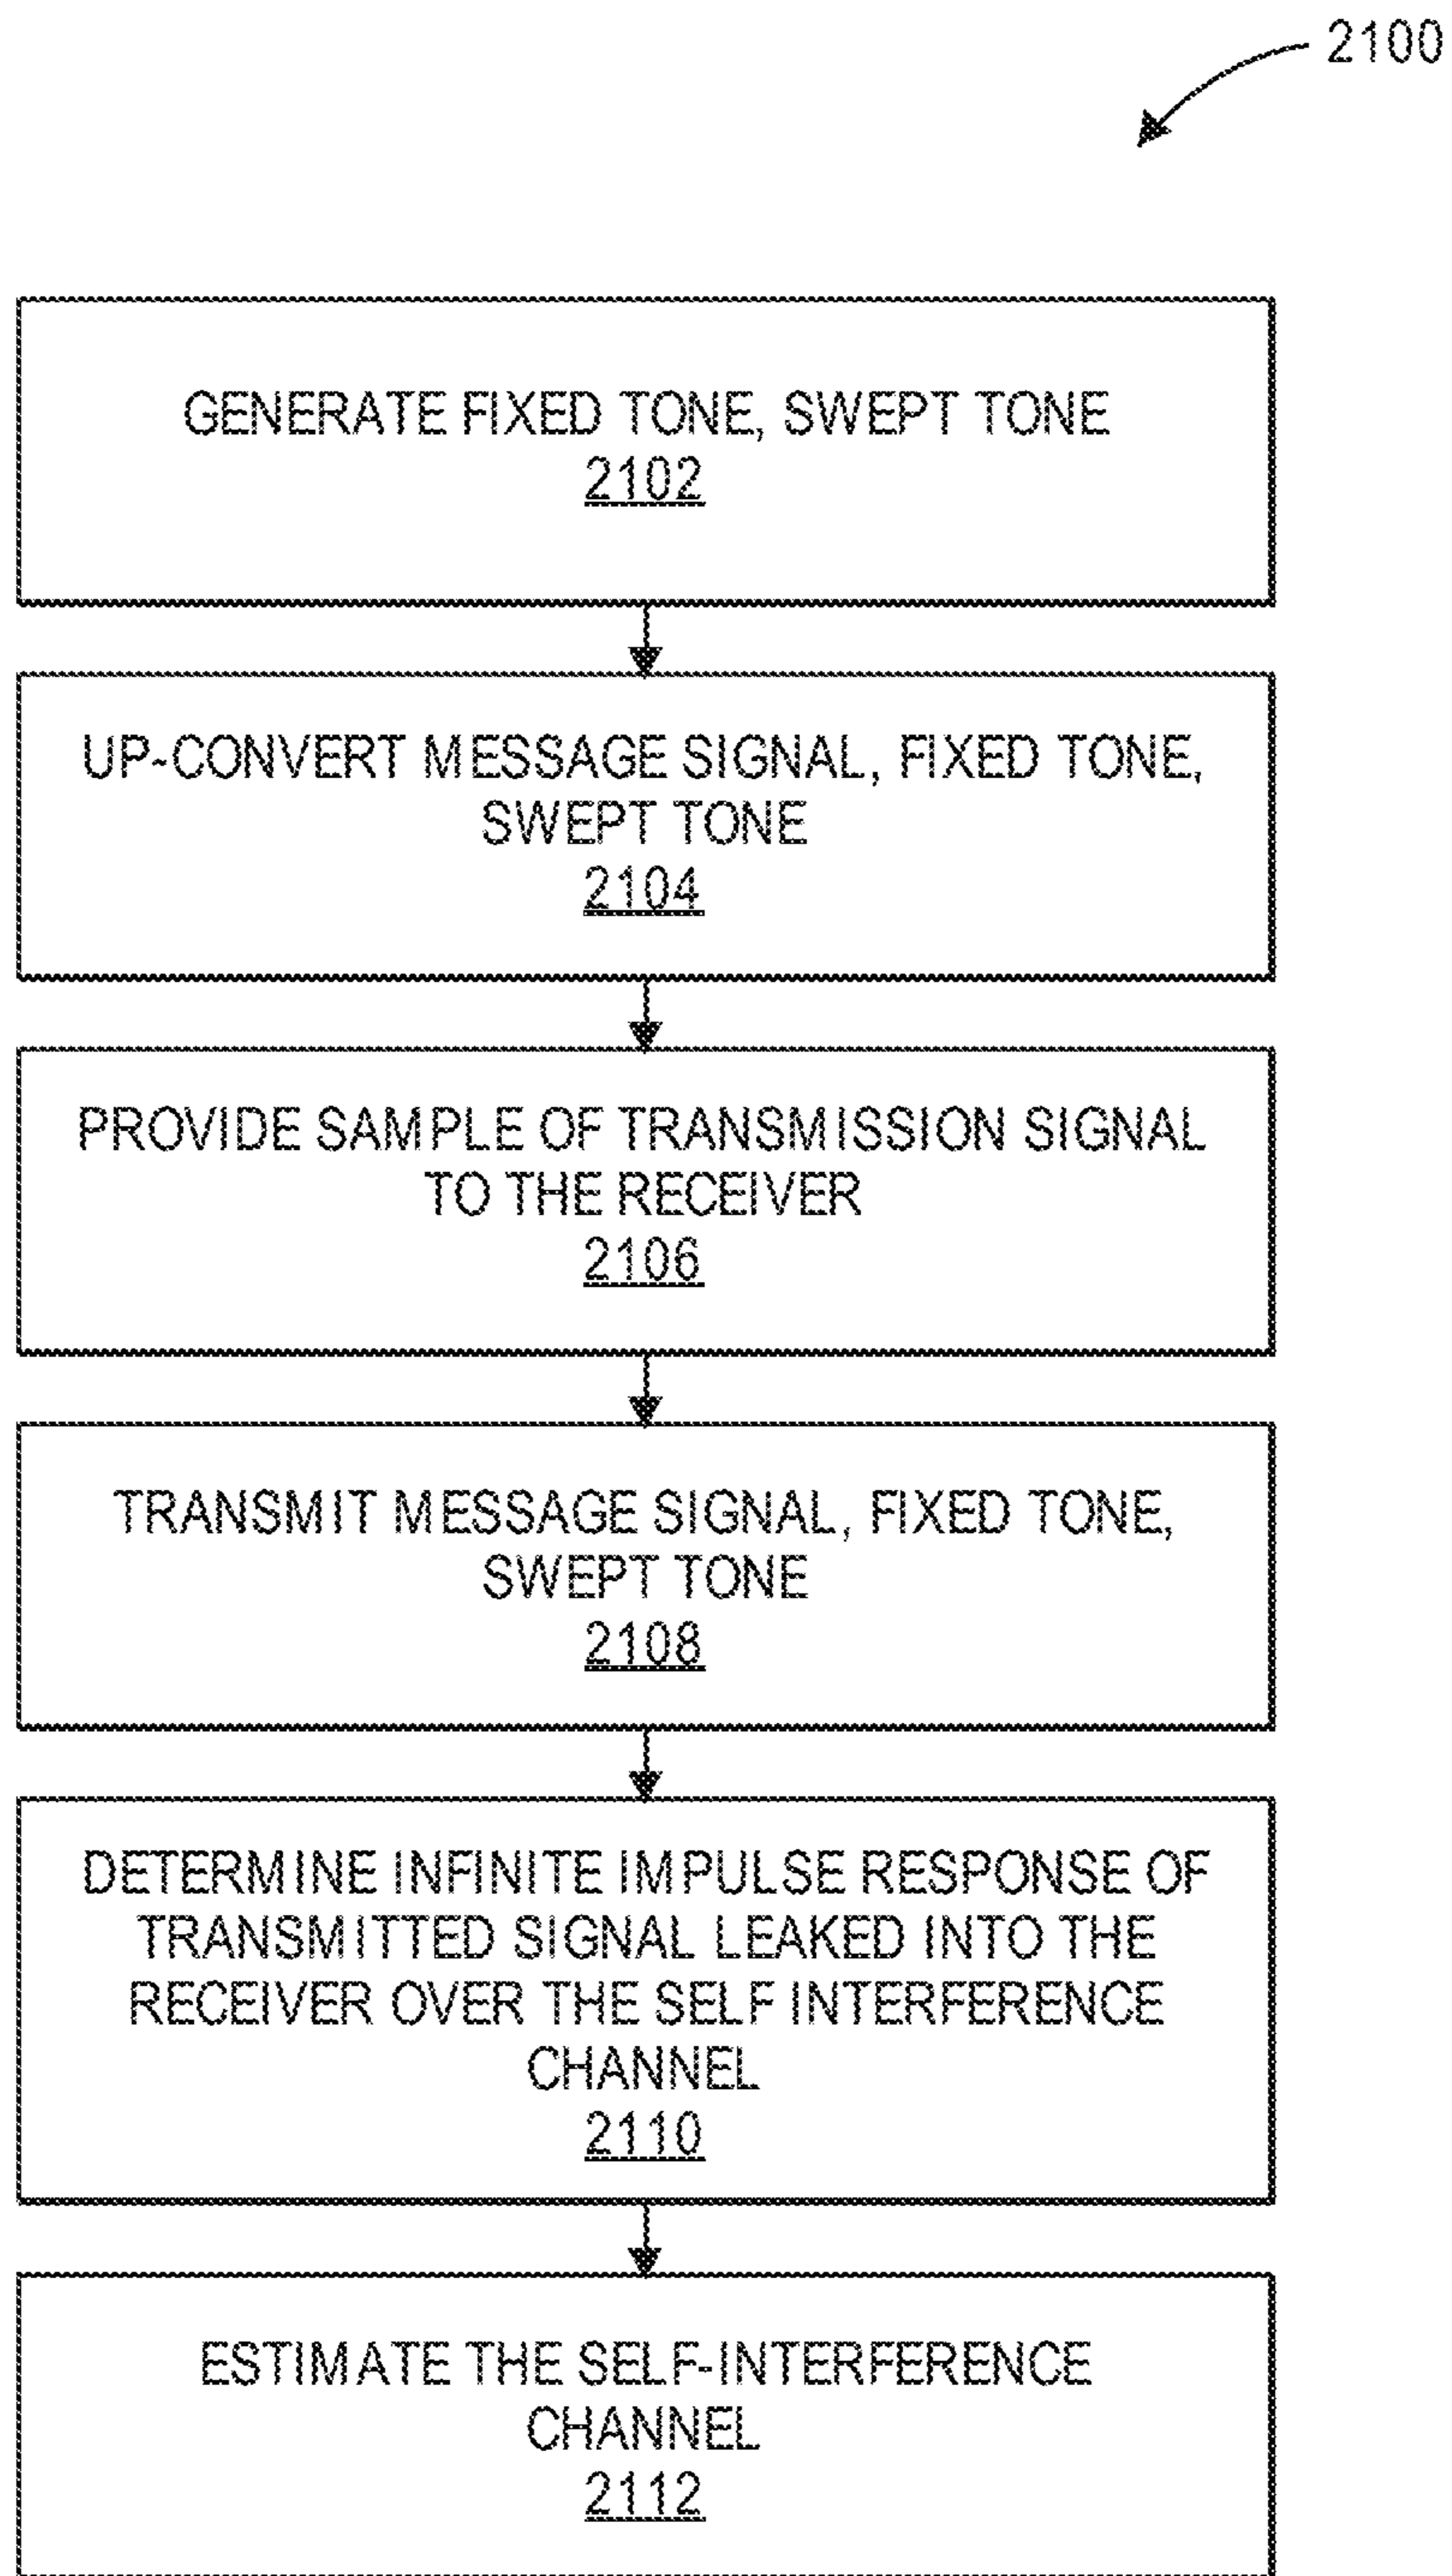 2100
GENERATE FIXED TONE, SWEPT TONE
2102
UP-CONVERT MESSAGE SIGNAL, FIXED TONE,
SWEPT TONE
2104
PROVIDE SAMPLE OF TRANSMISSION SIGNAL
TO THE RECEIVER
2106
TRANSMIT MESSAGE SIGNAL, FIXED TONE,
SWEPT TONE
2108
DETERMINE INFINITE IMPULSE RESPONSE OF
TRANSMITTED SIGNAL LEAKED INTO THE
RECEIVER OVER THE SELF INTERFERENCE
CHANNEL
2110
ESTIMATE THE SELF-INTERFERENCE
CHANNEL
2112